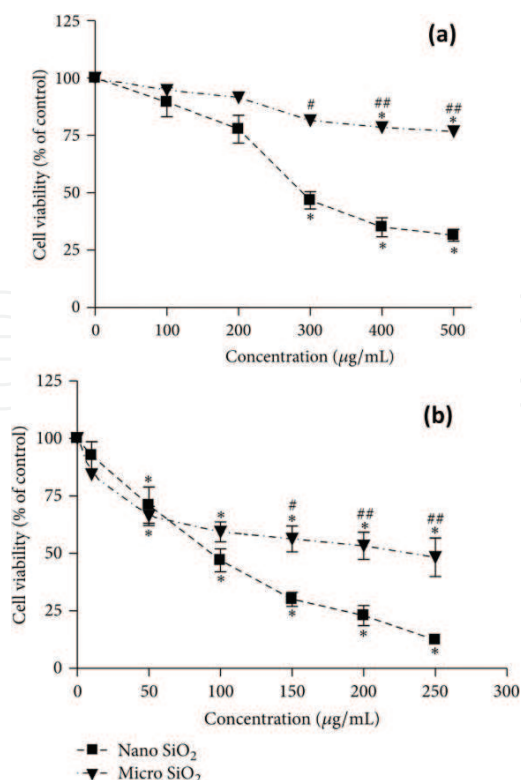 (a)
125
100
75
50
25
0
Cell viability (% of control)
# ## ##
* *
* * *
0 100 200 300 400 500
Concentration (µg/mL)
(b)
125
100
75
50
25
0
Cell viability (% of control)
* * # ## ##
* * *
* * * * *
0 50 100 150 200 250 300
Concentration (µg/mL)
Nano SiO₂
Micro SiO₂